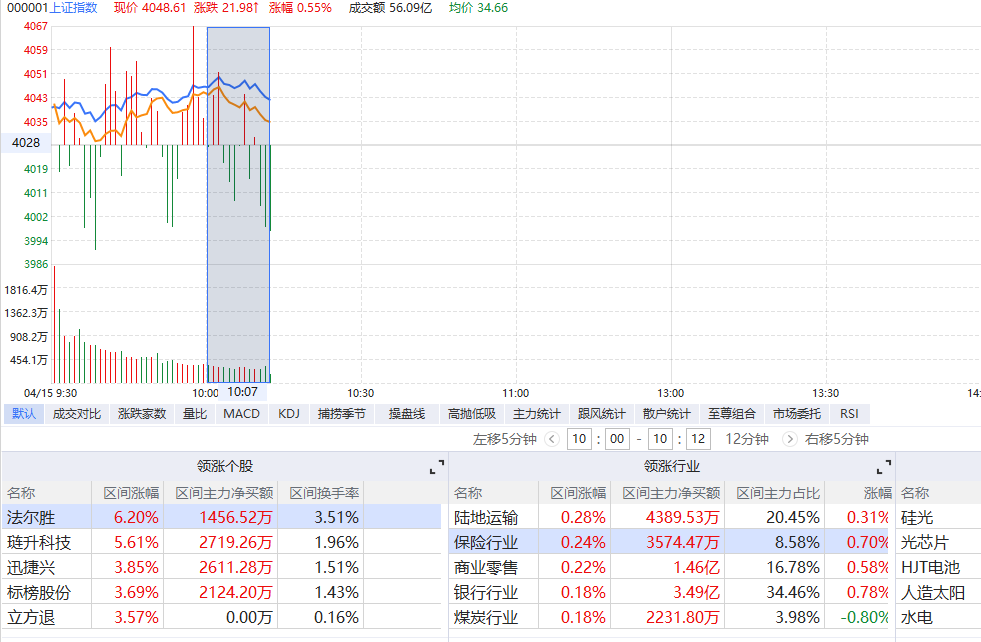 000001上证指数 现价 4048.61 涨跌 21.98↑ 涨幅 0.55% 成交额 56.09亿 均价 34.66
4067
4059
4051
4043
4035
4028
4019
4011
4002
3994
3986
1816.4万
1362.3万
908.2万
454.1万
04/15 9:30 10:00 10:07 10:30 11:00 13:00 13:30 14:
默认 成交对比 涨跌家数 量比 MACD KDJ 捕捞季节 操盘线 高抛低吸 主力统计 跟风统计 散户统计 至尊组合 市场委托 RSI
左移5分钟 < 10 : 00 - 10 : 12 12分钟 > 右移5分钟
领涨个股 领涨行业
名称 区间涨幅 区间主力净买额 区间换手率 名称 区间涨幅 区间主力净买额 区间主力占比 涨幅 名称
法尔胜 6.20% 1456.52万 3.51% 陆地运输 0.28% 4389.53万 20.45% 0.31% 硅光
琏升科技 5.61% 2719.26万 1.96% 保险行业 0.24% 3574.47万 8.58% 0.70% 光芯片
迅捷兴 3.85% 2611.28万 1.51% 商业零售 0.22% 1.46亿 16.78% 0.58% HJT电池
标榜股份 3.69% 2124.20万 1.43% 银行行业 0.18% 3.49亿 34.46% 0.78% 人造太阳
立方退 3.57% 0.00万 0.16% 煤炭行业 0.18% 2231.80万 3.98% -0.80% 水电